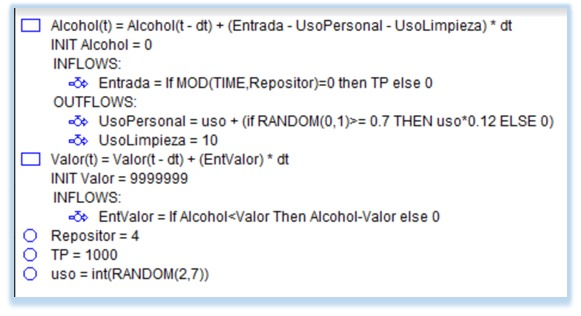 Alcohol(t) = Alcohol(t - dt) + (Entrada - UsoPersonal - UsoLimpieza) * dt
INIT Alcohol = 0
INFLOWS:
Entrada = If MOD(TIME,Repositor)=0 then TP else 0
OUTFLOWS:
UsoPersonal = uso + (if RANDOM(0,1)>= 0.7 THEN uso*0.12 ELSE 0)
UsoLimpieza = 10
Valor(t) = Valor(t - dt) + (EntValor) * dt
INIT Valor = 9999999
INFLOWS:
EntValor = If Alcohol<Valor Then Alcohol-Valor else 0
Repositor = 4
TP = 1000
uso = int(RANDOM(2,7))